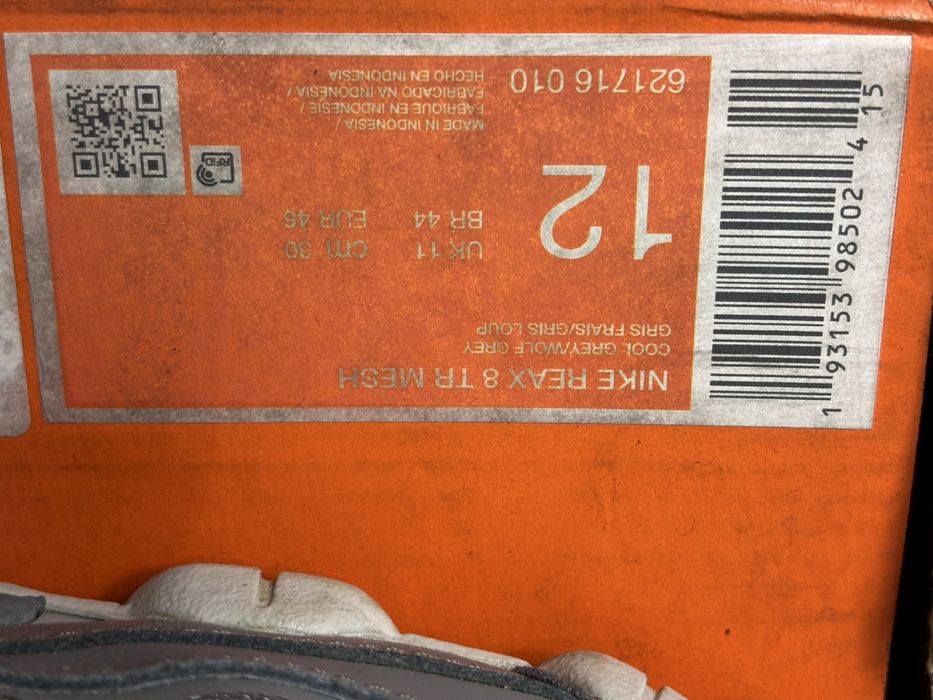 NIKE REAX 8 TR MESH
COOL GREY/WOLF GREY
GRIS FRAIS/GRIS LOUP
12
UK 11 cm 30
BR 44 EUR 46
621716 010
MADE IN INDONESIA /
FABRIQUE EN INDONESIE /
FABRICADO NA INDONÉSIA /
HECHO EN INDONESIA
RFID
1 93153 98502 4 15